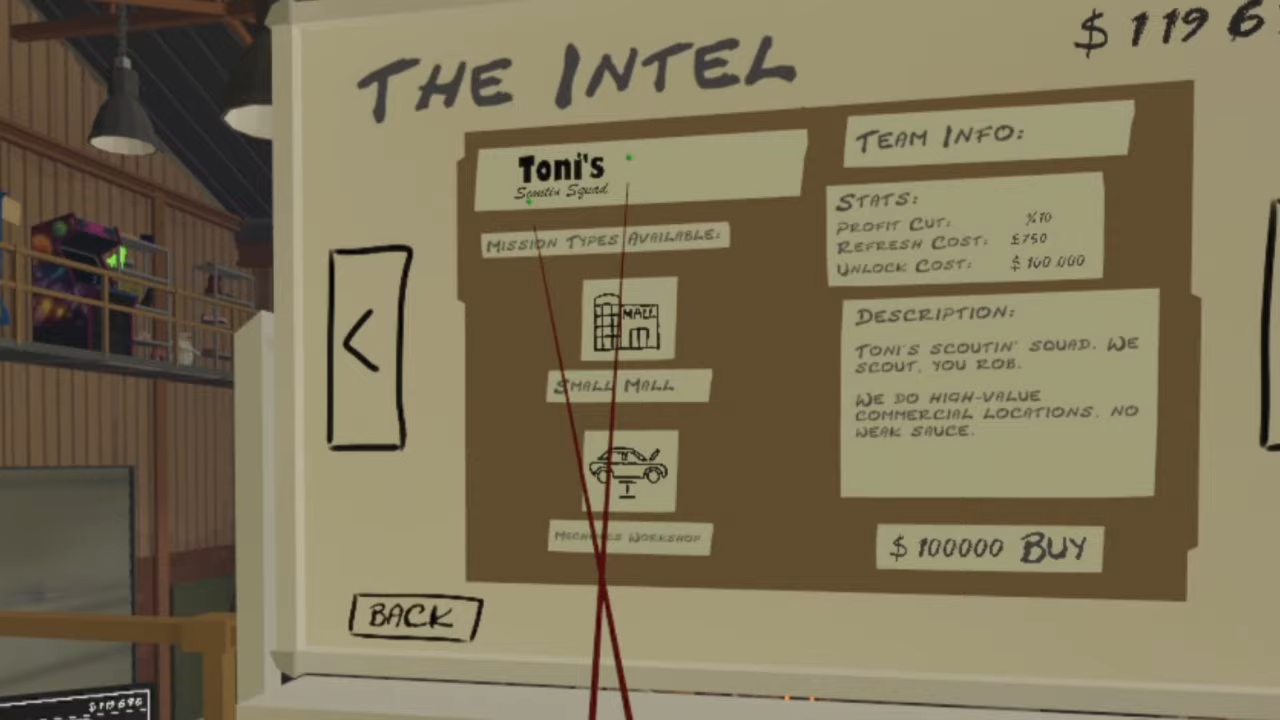 $ 1196
THE INTEL
Toni's
Scoutin Squad
MISSION TYPES AVAILABLE:
MALL
SMALL MALL
MECHANICS WORKSHOP
TEAM INFO:
STATS:
PROFIT CUT: %10
REFRESH COST: £750
UNLOCK COST: $ 100.000
DESCRIPTION:
TONI'S SCOUTIN' SQUAD. WE
SCOUT, YOU ROB.
WE DO HIGH-VALUE
COMMERCIAL LOCATIONS. NO
WEAK SAUCE.
$ 100000 BUY
<
BACK